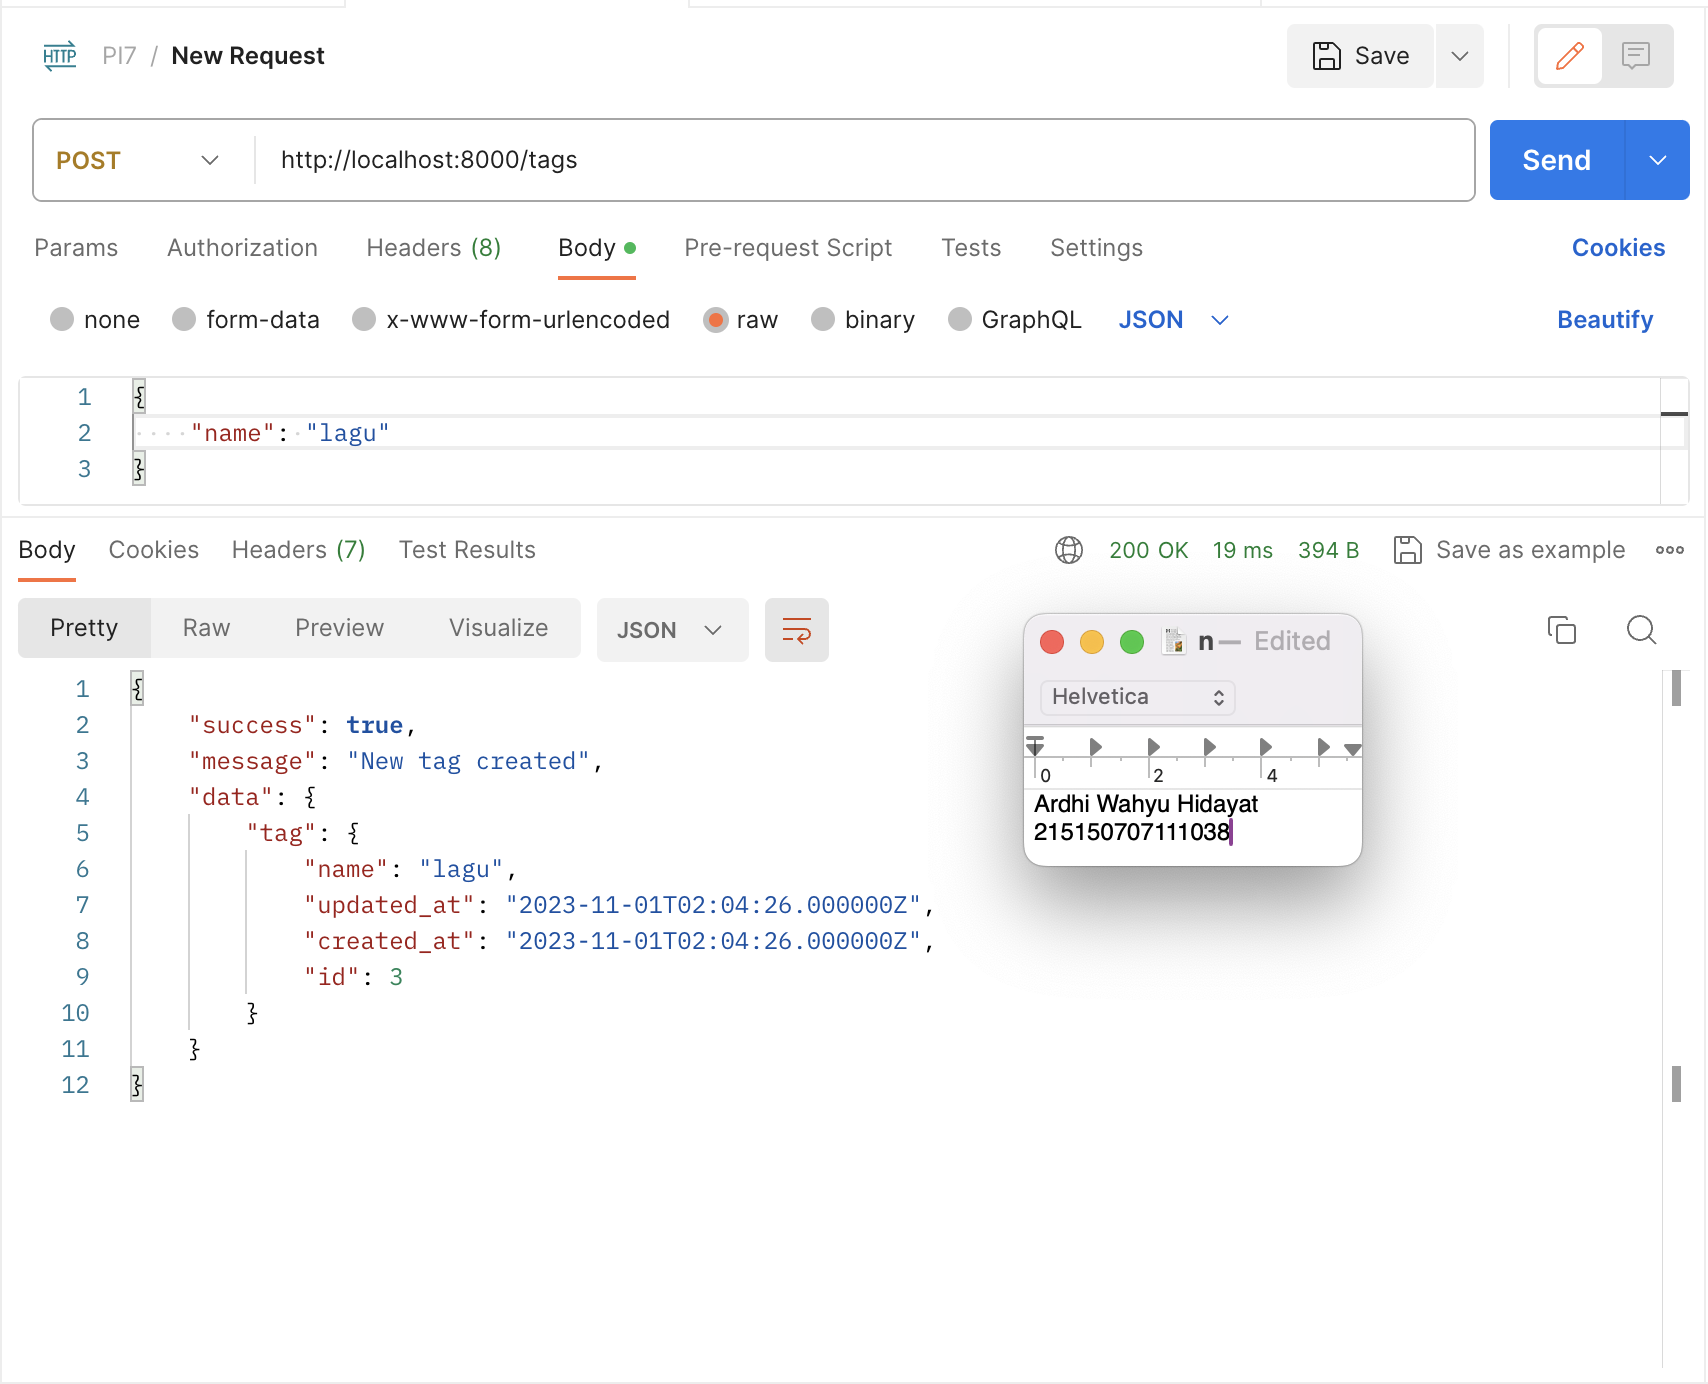 HTTP PI7 / New Request Save
POST http://localhost:8000/tags Send
Params Authorization Headers (8) Body Pre-request Script Tests Settings Cookies
none form-data x-www-form-urlencoded raw binary GraphQL JSON Beautify
1 {
2 "name": "lagu"
3 }
Body Cookies Headers (7) Test Results 200 OK 19 ms 394 B Save as example
Pretty Raw Preview Visualize JSON
1 {
2 "success": true,
3 "message": "New tag created",
4 "data": {
5 "tag": {
6 "name": "lagu",
7 "updated_at": "2023-11-01T02:04:26.000000Z",
8 "created_at": "2023-11-01T02:04:26.000000Z",
9 "id": 3
10 }
11 }
12 }
n — Edited
Helvetica
0 2 4
Ardhi Wahyu Hidayat
215150707111038